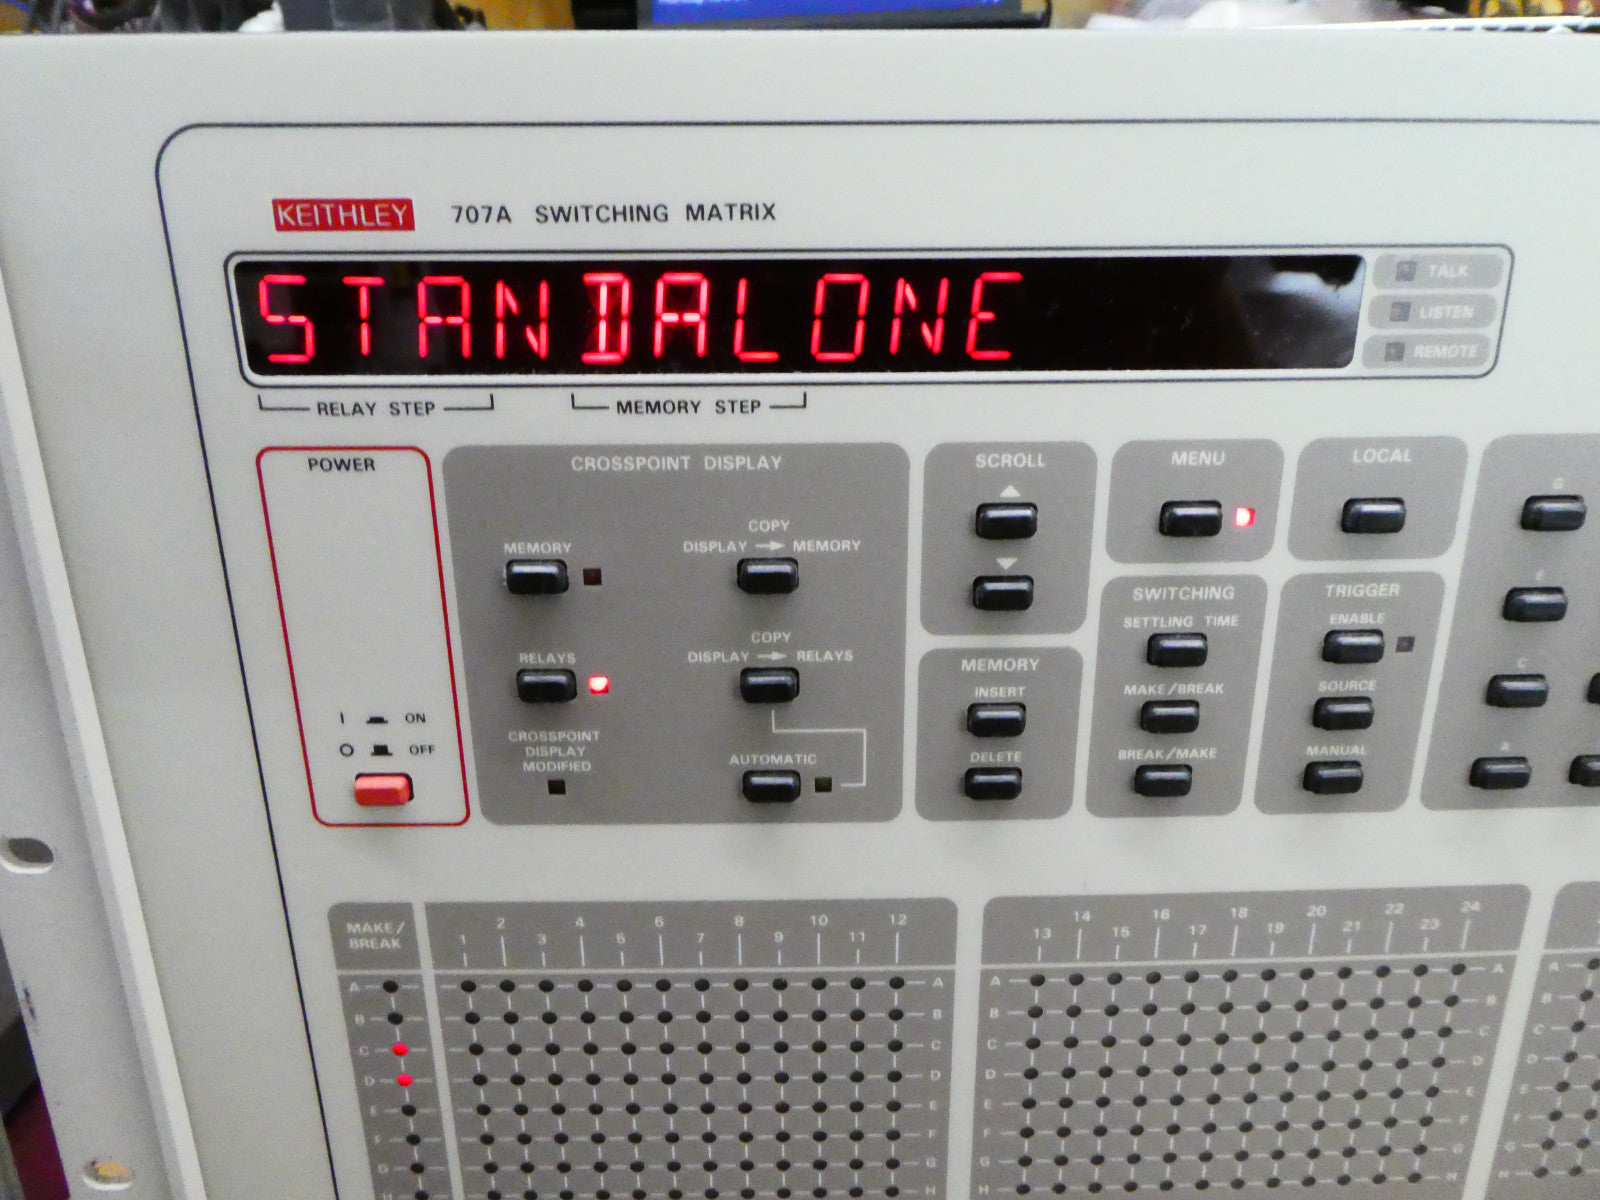 KEITHLEY 707A SWITCHING MATRIX
STANDALONE
TALK
LISTEN
REMOTE
RELAY STEP
MEMORY STEP
POWER
I ON
O OFF
CROSSPOINT DISPLAY
MEMORY
COPY
DISPLAY → MEMORY
RELAYS
COPY
DISPLAY → RELAYS
CROSSPOINT
DISPLAY
MODIFIED
AUTOMATIC
SCROLL
MEMORY
INSERT
DELETE
MENU
LOCAL
SWITCHING
SETTLING TIME
MAKE/BREAK
BREAK/MAKE
TRIGGER
ENABLE
SOURCE
MANUAL
G
E
C
A
MAKE/
BREAK
1 2 3 4 5 6 7 8 9 10 11 12
13 14 15 16 17 18 19 20 21 22 23 24
A A A A A
B B B B B
C C C C C
D D D D D
E E E E E
F F F F F
G G G G G
H H H H H